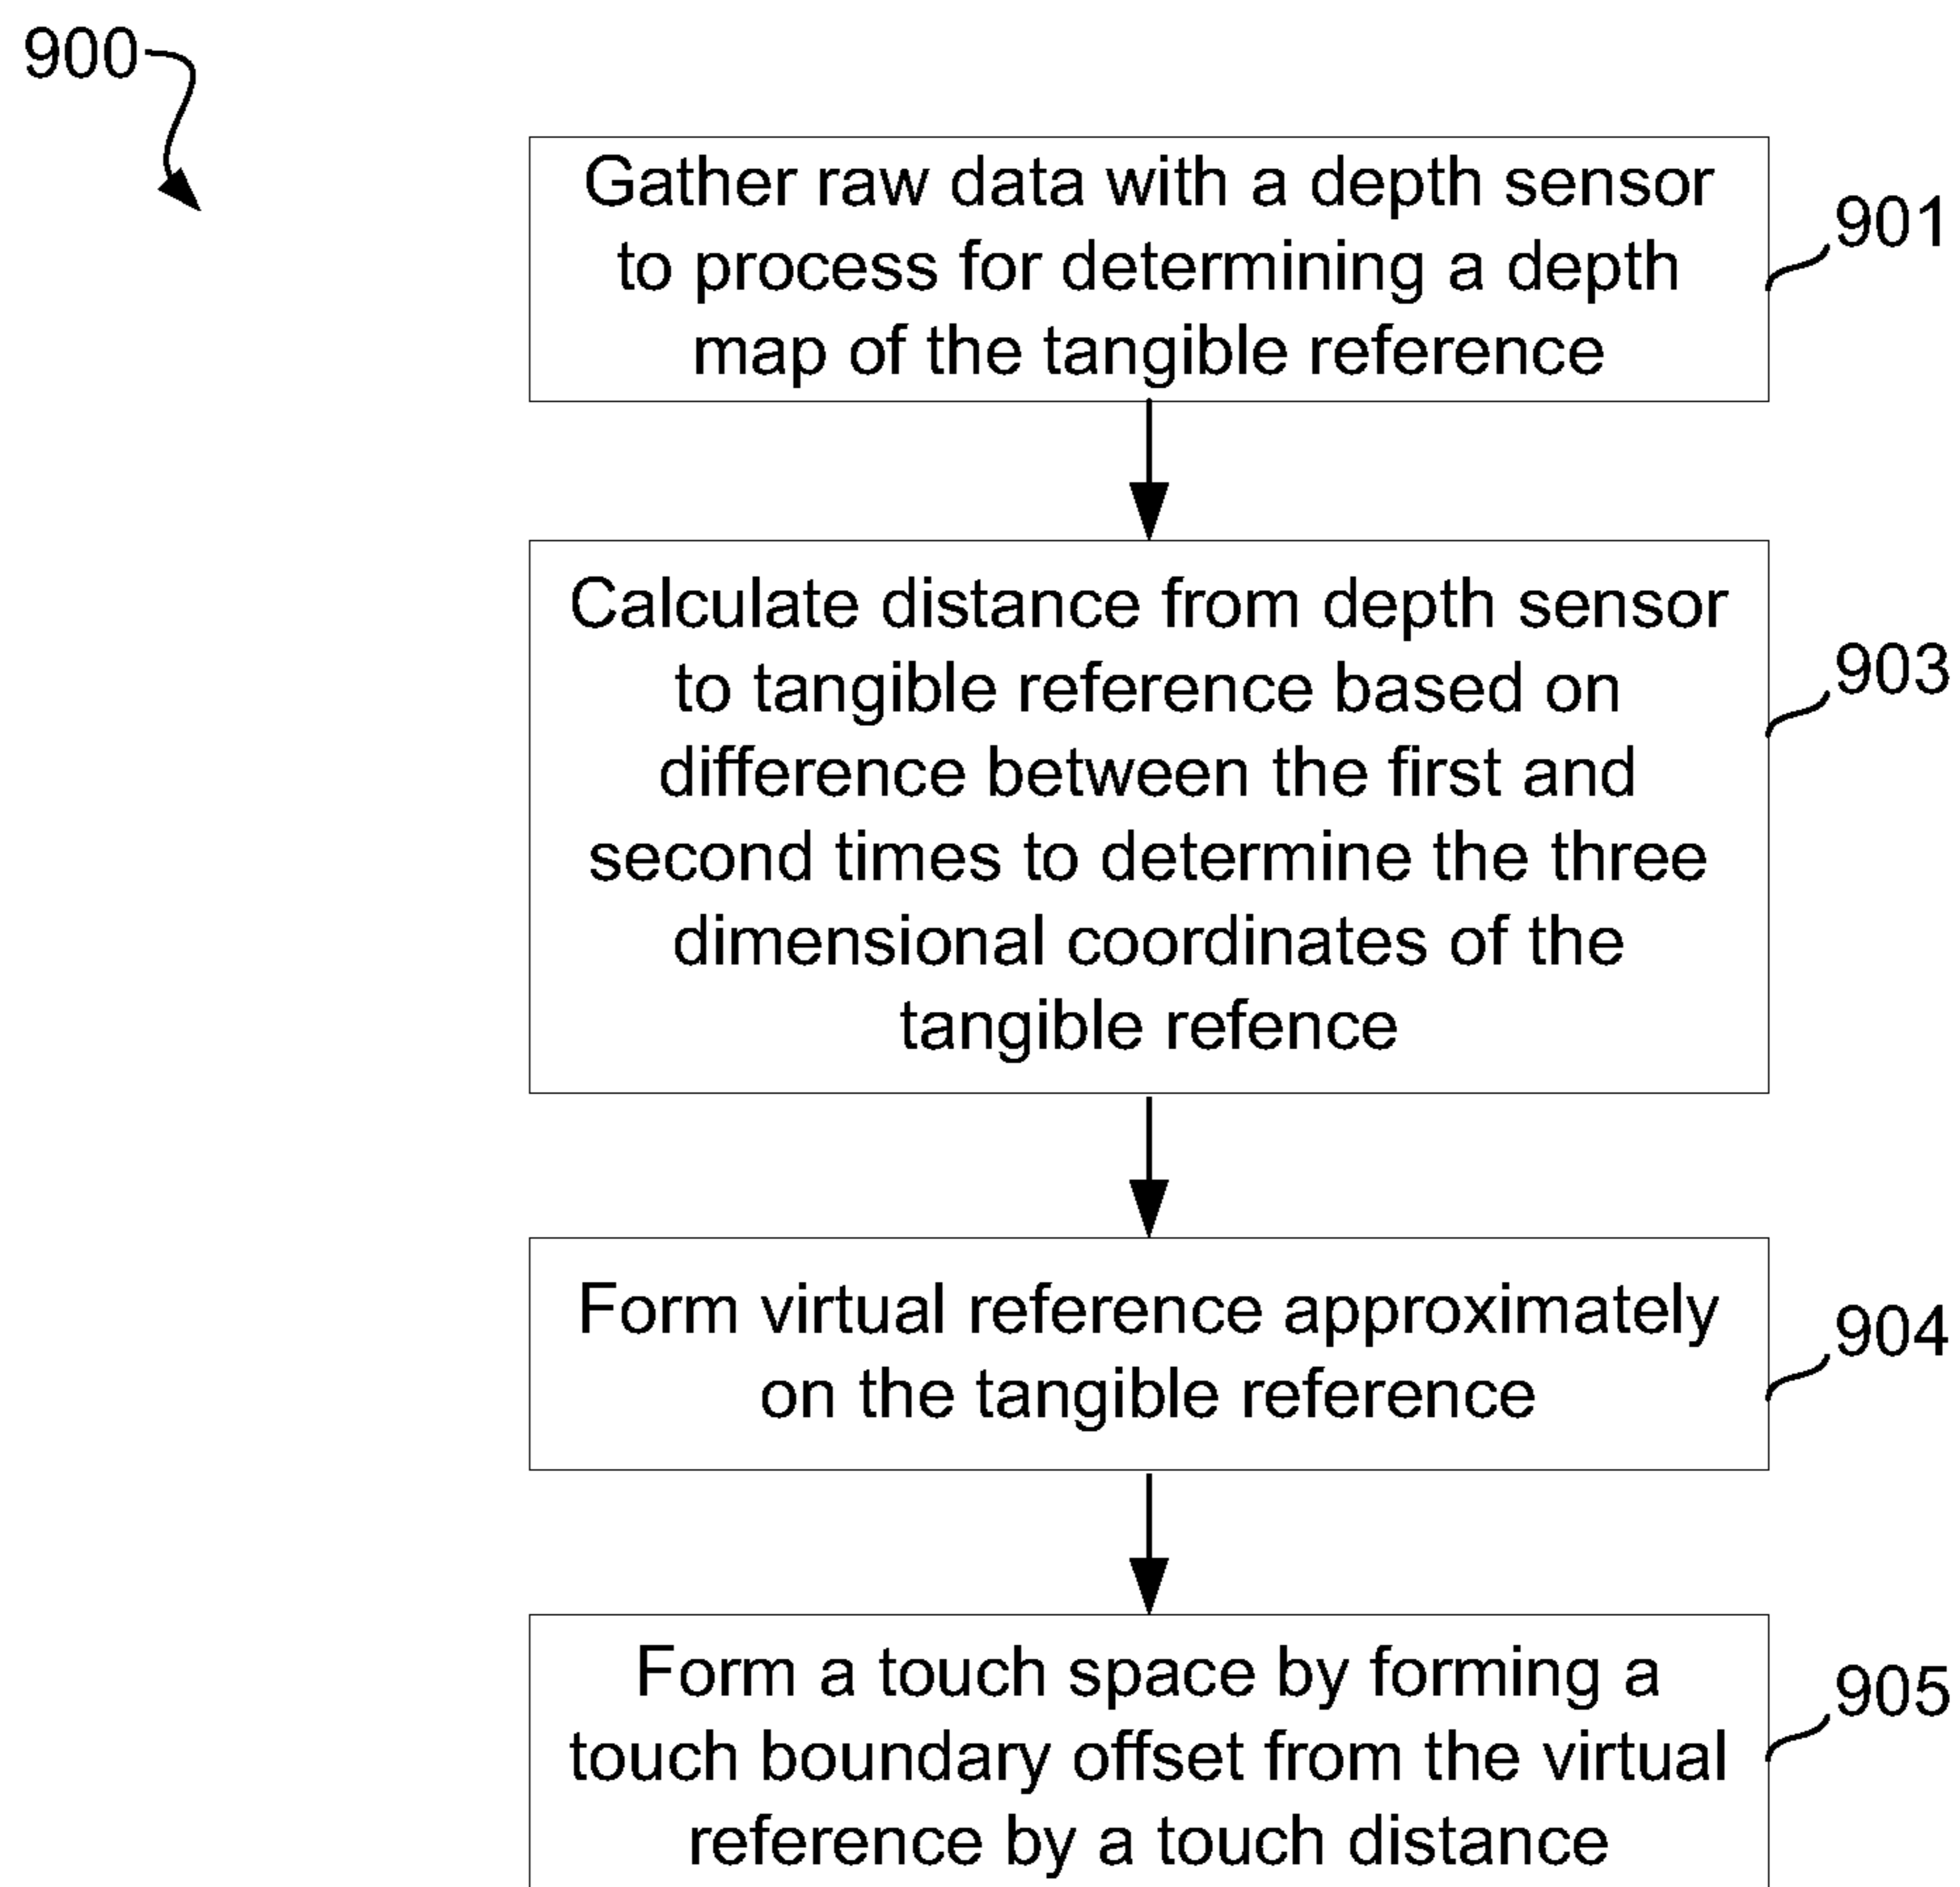 900
Gather raw data with a depth sensor
to process for determining a depth
map of the tangible reference
901
Calculate distance from depth sensor
to tangible reference based on
difference between the first and
second times to determine the three
dimensional coordinates of the
tangible refence
903
Form virtual reference approximately
on the tangible reference
904
Form a touch space by forming a
touch boundary offset from the virtual
reference by a touch distance
905